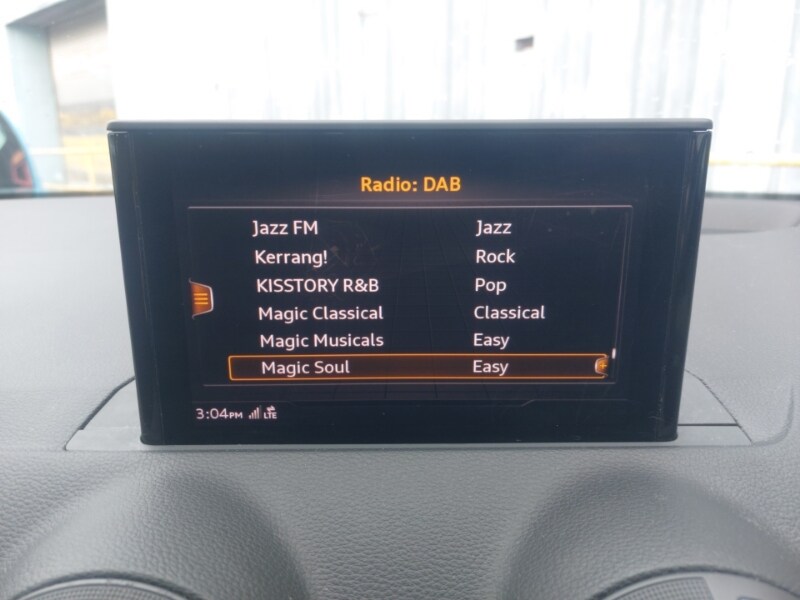 Radio: DAB
Jazz FM Jazz
Kerrang! Rock
KISSTORY R&B Pop
Magic Classical Classical
Magic Musicals Easy
Magic Soul Easy
3:04PM LTE